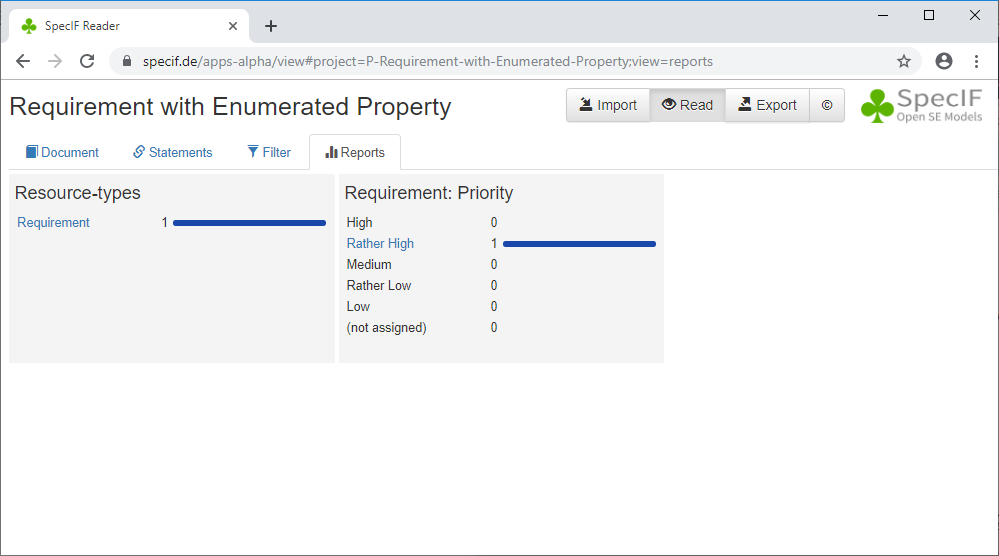 SpecIF Reader
specif.de/apps-alpha/view#project=P-Requirement-with-Enumerated-Property;view=reports
Requirement with Enumerated Property
Import Read Export ©
SpecIF
Open SE Models
Document Statements Filter Reports
Resource-types
Requirement 1
Requirement: Priority
High 0
Rather High 1
Medium 0
Rather Low 0
Low 0
(not assigned) 0